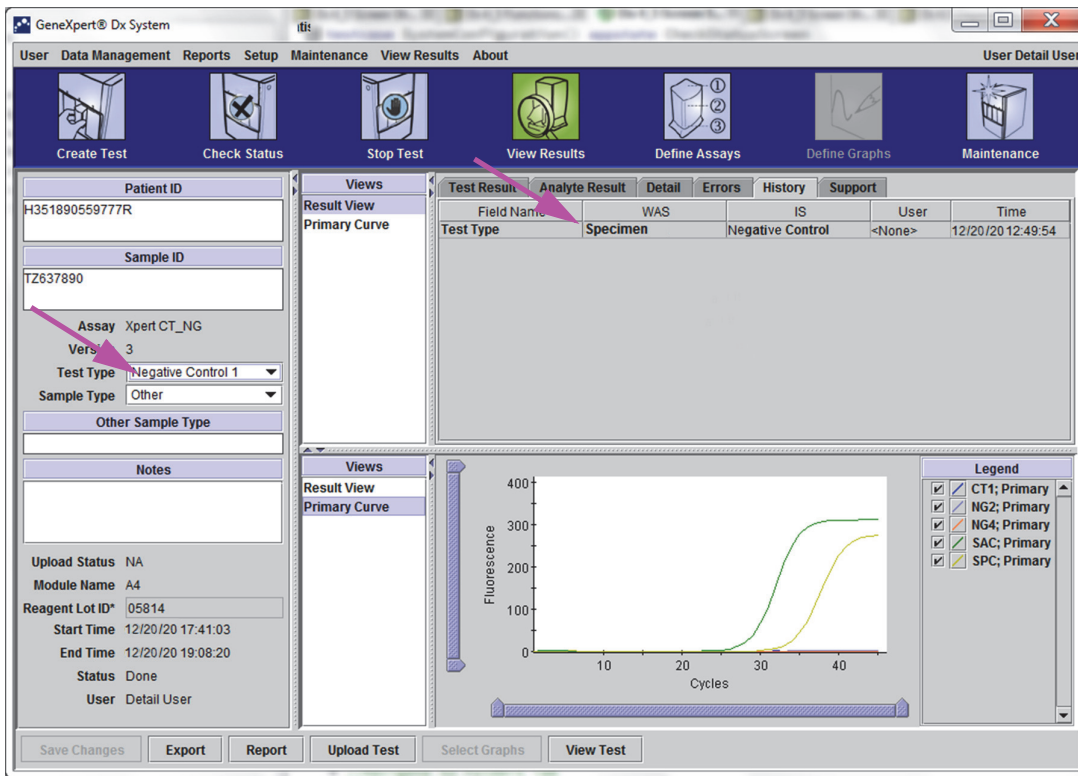 GeneXpert® Dx System
User Data Management Reports Setup Maintenance View Results About User Detail User
Create Test Check Status Stop Test View Results Define Assays Define Graphs Maintenance
Patient ID
H351890559777R
Sample ID
TZ637890
Assay Xpert CT_NG
Version 3
Test Type Negative Control 1
Sample Type Other
Other Sample Type
Notes
Upload Status NA
Module Name A4
Reagent Lot ID* 05814
Start Time 12/20/20 17:41:03
End Time 12/20/20 19:08:20
Status Done
User Detail User
Views
Result View
Primary Curve
Test Result Analyte Result Detail Errors History Support
Field Name WAS IS User Time
Test Type Specimen Negative Control <None> 12/20/20 12:49:54
Views
Result View
Primary Curve
400
300
200
100
0
Fluorescence
10 20 30 40
Cycles
Legend
CT1; Primary
NG2; Primary
NG4; Primary
SAC; Primary
SPC; Primary
Save Changes Export Report Upload Test Select Graphs View Test